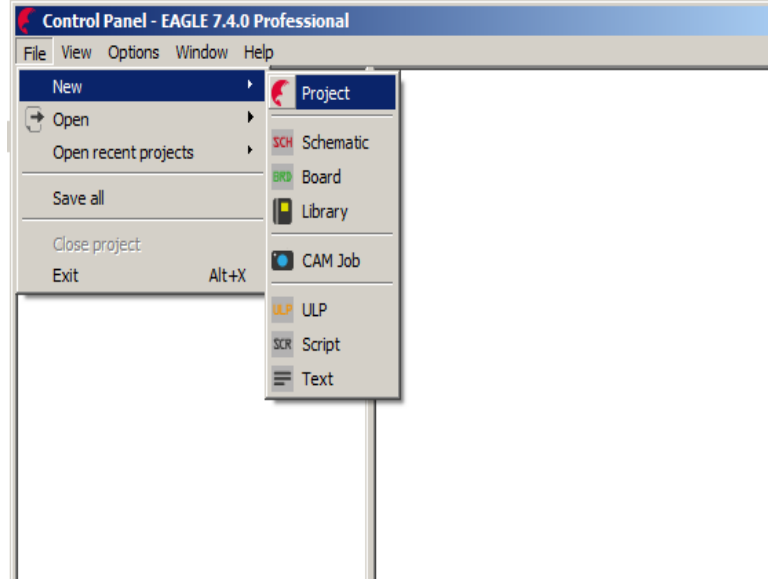 Control Panel - EAGLE 7.4.0 Professional
File View Options Window Help
New
Open
Open recent projects
Save all
Close project
Exit Alt+X
Project
SCH Schematic
BRD Board
Library
CAM Job
ULP ULP
SCR Script
Text